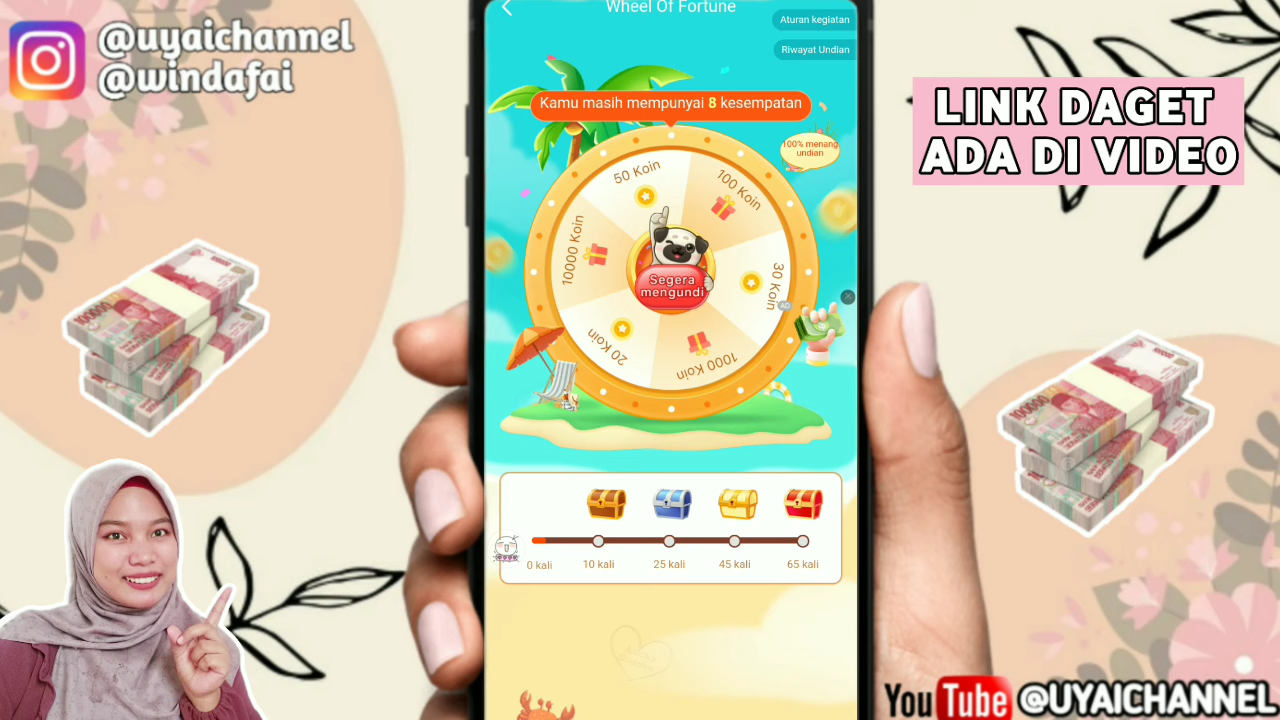 @uyaichannel
@windafai
Wheel Of Fortune
Aturan kegiatan
Riwayat Undian
Kamu masih mempunyai 8 kesempatan
100% menang
undian
50 Koin
100 Koin
30 Koin
1000 Koin
20 Koin
10000 Koin
Segera
mengundi
0 kali
10 kali
25 kali
45 kali
65 kali
LINK DAGET
ADA DI VIDEO
100000
100000
YouTube @UYAICHANNEL